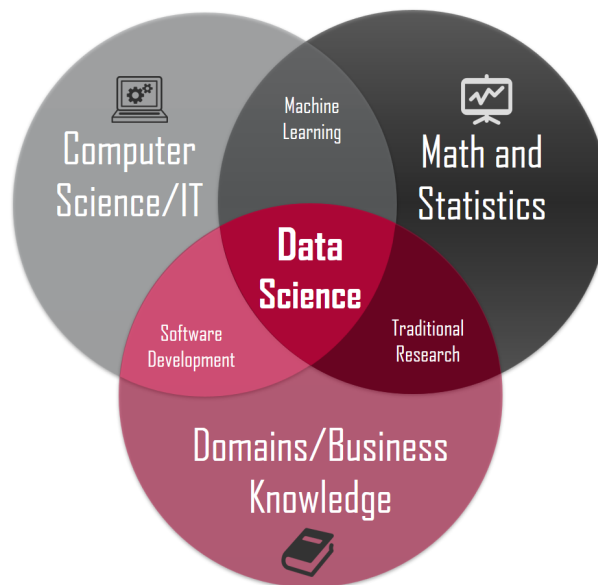 Machine
Learning
Computer
Science/IT
Math and
Statistics
Data
Science
Software
Development
Traditional
Research
Domains/Business
Knowledge